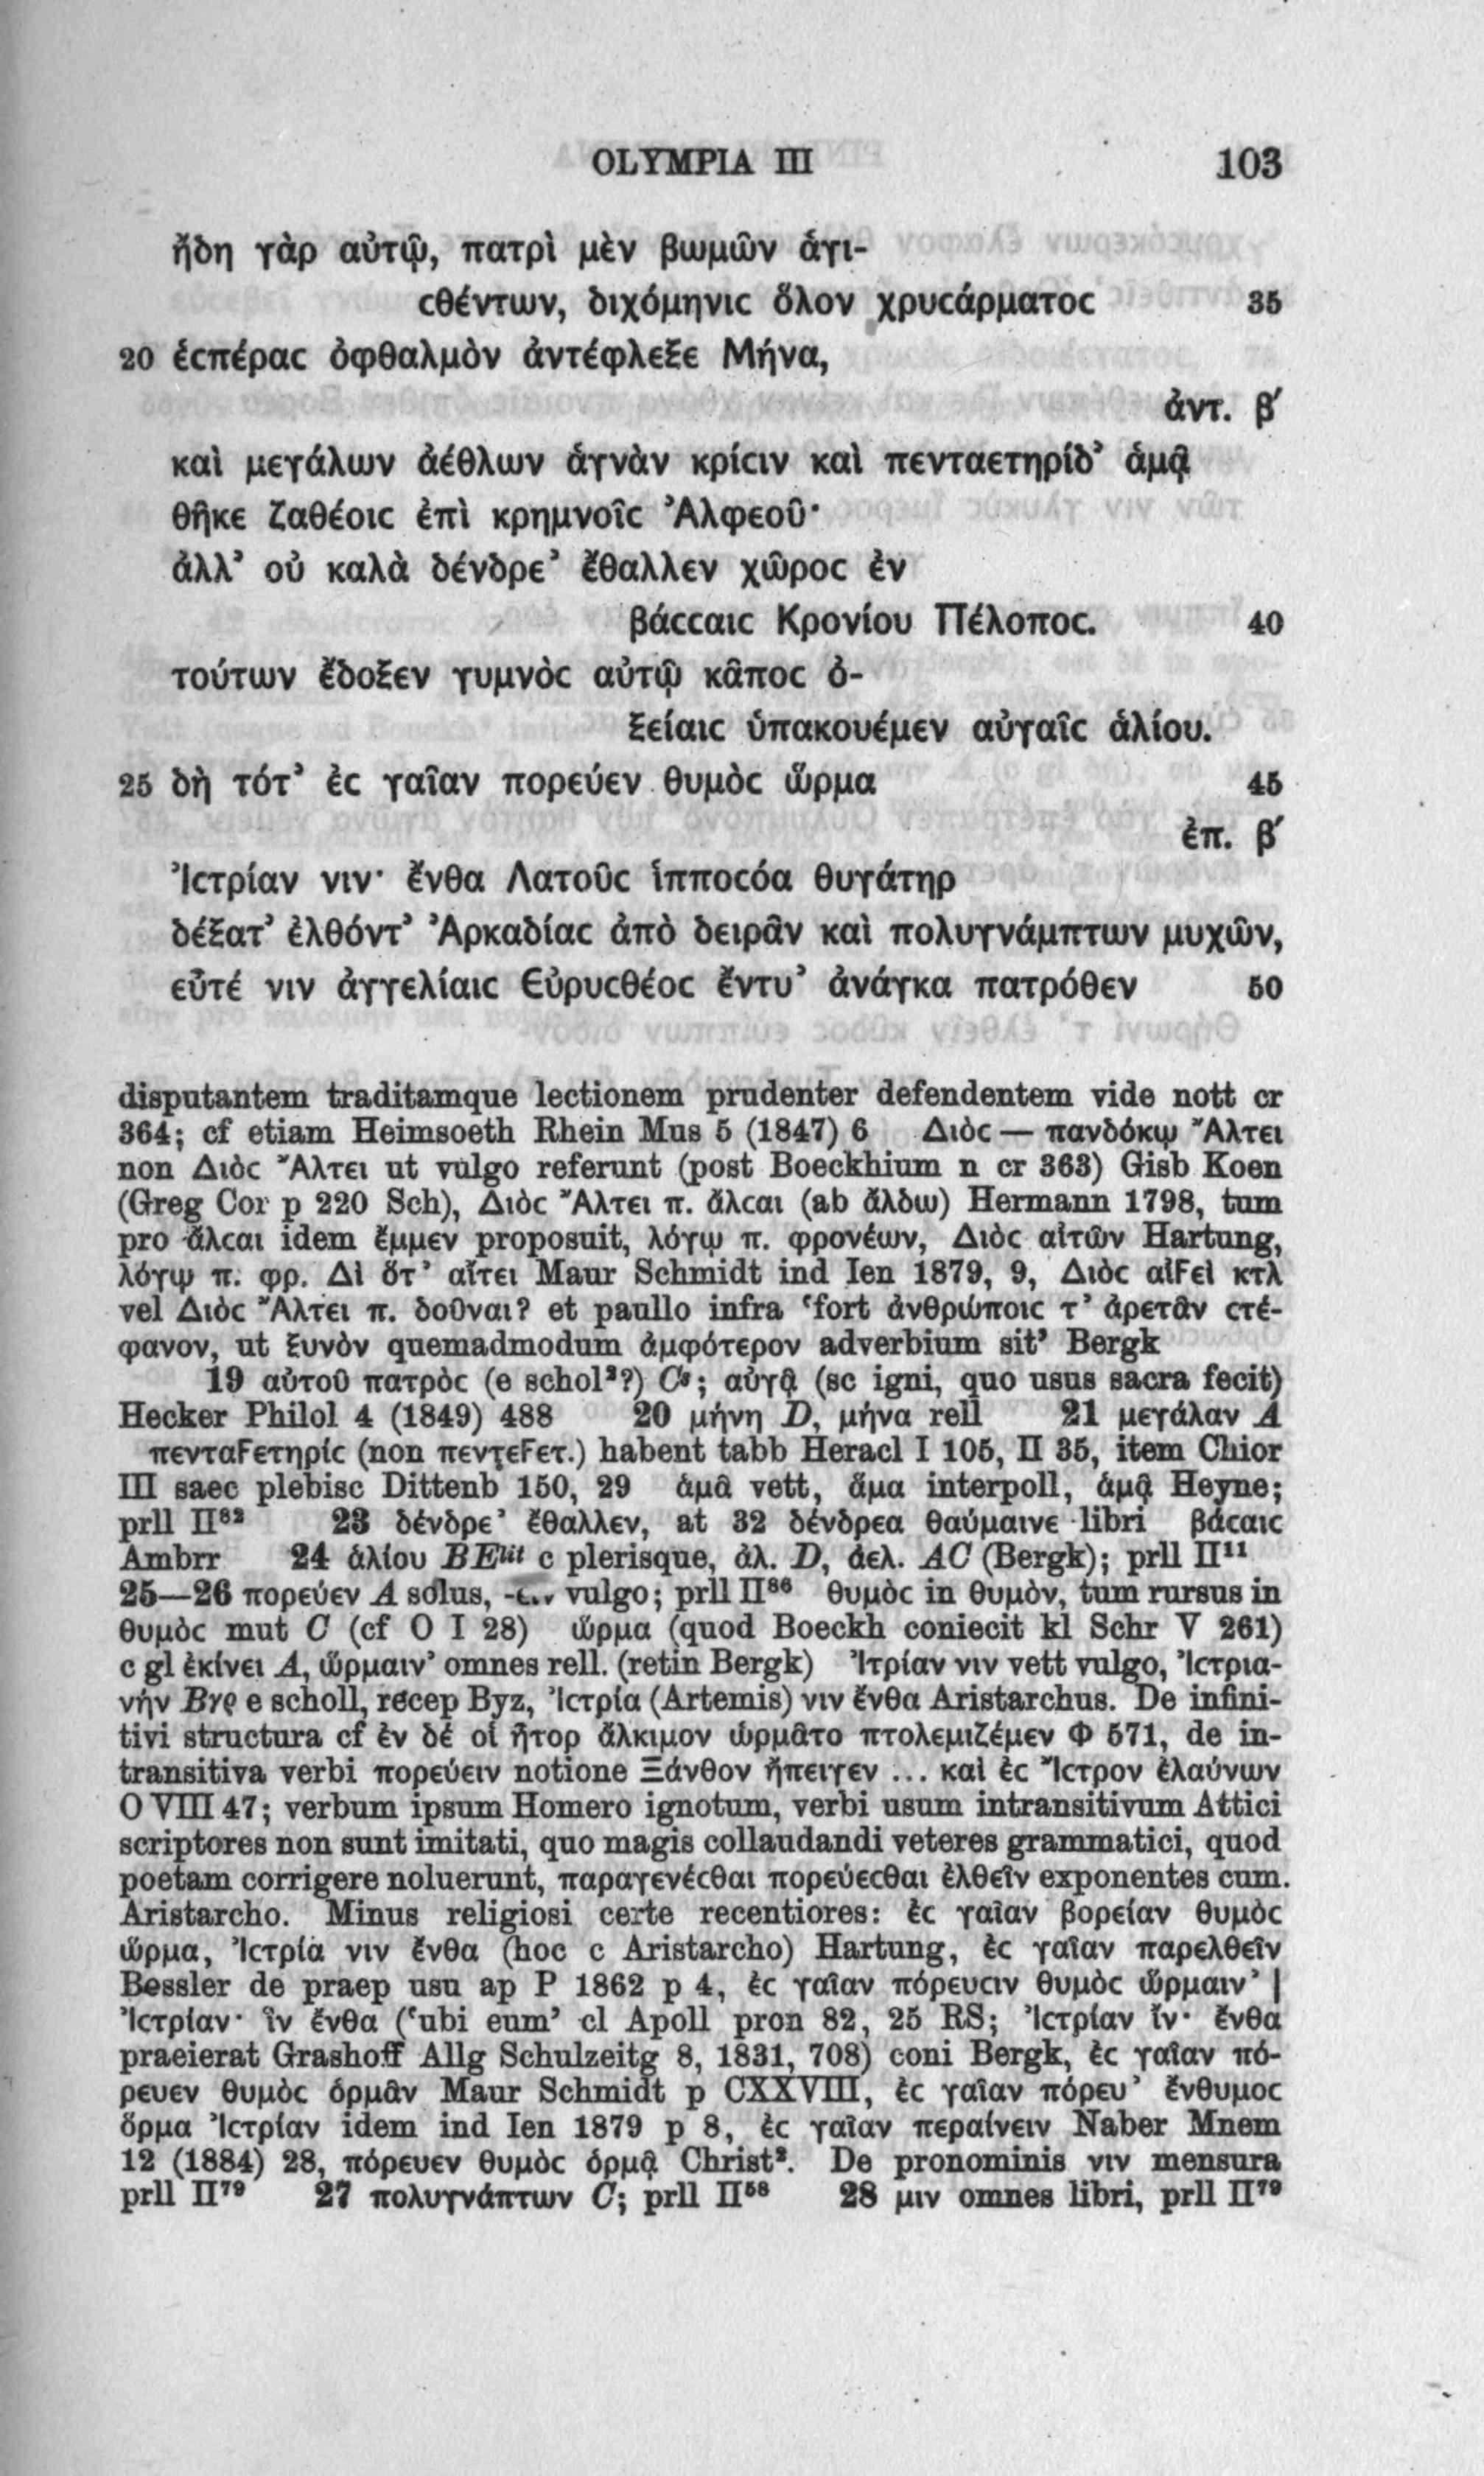 OLYMPIA III 103
ἤδη γὰρ αὐτῷ, πατρὶ μὲν βωμῶν ἁγι-
cθέντων, διχόμηνιc ὅλον χρυcάρματοc 35
20 ἑcπέραc ὀφθαλμὸν ἀντέφλεξε Μήνα,
ἀντ. β′
καὶ μεγάλων ἀέθλων ἁγνὰν κρίcιν καὶ πενταετηρίδ’ ἁμᾷ
θῆκε ζαθέοιc ἐπὶ κρημνοῖc Ἀλφεοῦ·
ἀλλ’ οὐ καλὰ δένδρε’ ἔθαλλεν χῶροc ἐν
βάccαιc Κρονίου Πέλοποc. 40
τούτων ἔδοξεν γυμνὸc αὐτῷ κᾶποc ὀ-
ξείαιc ὑπακουέμεν αὐγαῖc ἁλίου.
25 δὴ τότ’ ἐc γαῖαν πορεύεν θυμὸc ὥρμα 45
ἐπ. β′
Ἰcτρίαν νιν· ἔνθα Λατοῦc ἱπποcόα θυγάτηρ
δέξατ’ ἐλθόντ’ Ἀρκαδίαc ἀπὸ δειρᾶν καὶ πολυγνάμπτων μυχῶν,
εὖτέ νιν ἀγγελίαιc Εὐρυcθέοc ἔντυ’ ἀνάγκα πατρόθεν 50
disputantem traditamque lectionem prudenter defendentem vide nott cr
364; cf etiam Heimsoeth Rhein Mus 5 (1847) 6 Διὸc — πανδόκῳ Ἄλτει
non Διὸc Ἄλτει ut vulgo referunt (post Boeckhium n cr 363) Gisb Koen
(Greg Cor p 220 Sch), Διὸc Ἄλτει π. ἄλcαι (ab ἄλδω) Hermann 1798, tum
pro ἄλcαι idem ἔμμεν proposuit, λόγῳ π. φρονέων, Διὸc αἰτῶν Hartung,
λόγῳ π. φρ. Δὶ ὅτ’ αἴτει Maur Schmidt ind Ien 1879, 9, Διὸc αἰϝεὶ κτλ
vel Διὸc Ἄλτει π. δοῦναι? et paullo infra ‘fort ἀνθρώποιc τ’ ἀρετᾶν cτέ-
φανον, ut ξυνὸν quemadmodum ἀμφότερον adverbium sit’ Bergk
19 αὐτοῦ πατρὸc (e schol²?) Cˢ; αὐγᾷ (sc igni, quo usus sacra fecit)
Hecker Philol 4 (1849) 488 20 μήνη D, μήνα rell 21 μεγάλαν A
πενταϝετηρίc (non πεντεϝετ.) habent tabb Heracl I 105, II 35, item Chior
III saec plebisc Dittenb 150, 29 ἁμᾶ vett, ἅμα interpoll, ἁμᾷ Heyne;
prll II⁸² 23 δένδρε’ ἔθαλλεν, at 32 δένδρεα θαύμαινε libri βάcαιc
Ambrr 24 ἁλίου BEˡⁱᵗ c plerisque, ἀλ. D, ἀελ. AC (Bergk); prll II¹¹
25—26 πορεύεν A solus, vulgo; prll II⁸⁶ θυμὸc in θυμὸν, tum rursus in
θυμὸc mut C (cf O I 28) ὥρμα (quod Boeckh coniecit kl Schr V 261)
c gl ἐκίνει A, ὥρμαιν’ omnes rell. (retin Bergk) Ἰτρίαν νιν vett vulgo, Ἰcτρια-
νήν Βγρ e scholl, recep Byz, Ἰcτρία (Artemis) νιν ἔνθα Aristarchus. De infini-
tivi structura cf ἐν δέ οἱ ἦτορ ἄλκιμον ὡρμᾶτο πτολεμιζέμεν Φ 571, de in-
transitiva verbi πορεύειν notione Ξάνθον ἤπειγεν ... καὶ ἐc Ἴcτρον ἐλαύνων
O VIII 47; verbum ipsum Homero ignotum, verbi usum intransitivum Attici
scriptores non sunt imitati, quo magis collaudandi veteres grammatici, quod
poetam corrigere noluerunt, παραγενέcθαι πορεύεcθαι ἐλθεῖν exponentes cum.
Aristarcho. Minus religiosi certe recentiores: ἐc γαῖαν βορείαν θυμὸc
ὥρμα, Ἰcτρία νιν ἔνθα (hoc c Aristarcho) Hartung, ἐc γαῖαν παρελθεῖν
Bessler de praep usu ap P 1862 p 4, ἐc γαῖαν πόρευcιν θυμὸc ὥρμαιν’ |
Ἰcτρίαν· ἳν ἔνθα (‘ubi eum’ cl Apoll pron 82, 25 RS; Ἰcτρίαν ἵν· ἔνθα
praeierat Grashoff Allg Schulzeitg 8, 1831, 708) coni Bergk, ἐc γαῖαν πό-
ρευεν θυμὸc ὁρμᾶν Maur Schmidt p CXXVIII, ἐc γαῖαν πόρευ’ ἔνθυμοc
ὅρμα Ἰcτρίαν idem ind Ien 1879 p 8, ἐc γαῖαν περαίνειν Naber Mnem
12 (1884) 28, πόρευεν θυμὸc ὁρμᾷ Christ². De pronominis νιν mensura
prll II⁷⁹ 27 πολυγνάπτων C; prll II⁵⁸ 28 μιν omnes libri, prll II⁷⁹